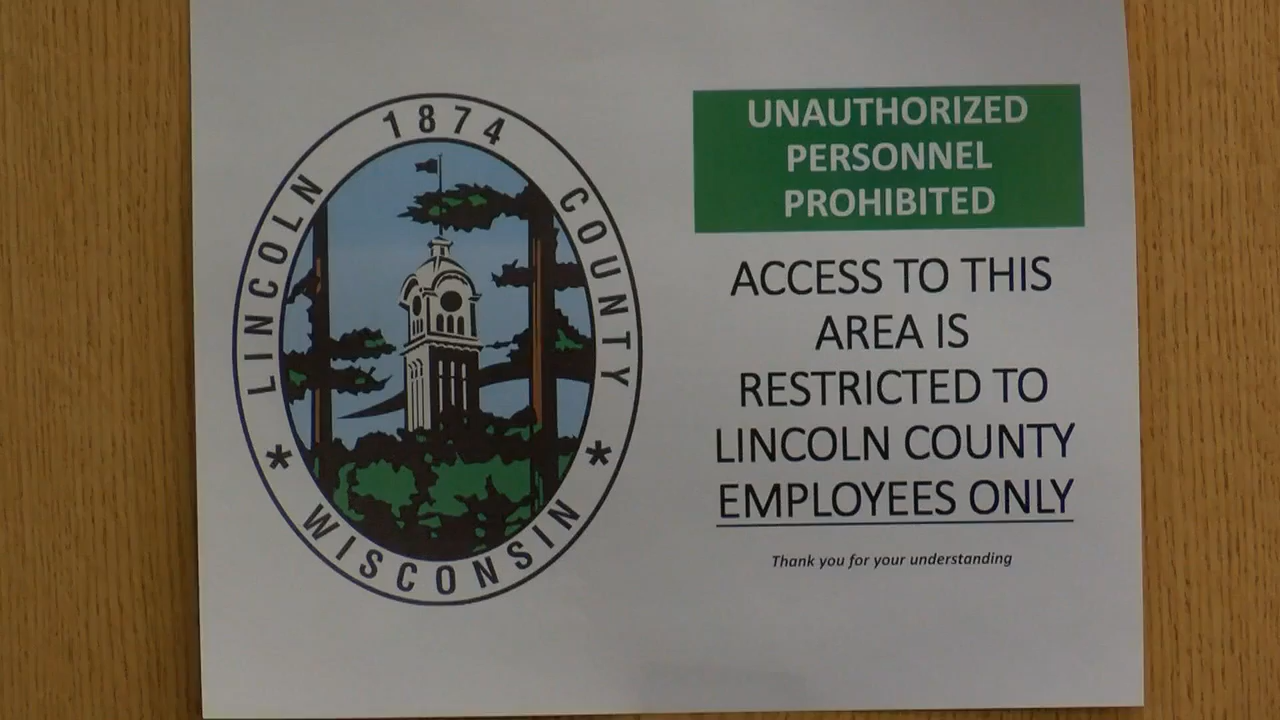 1874
LINCOLN COUNTY
* WISCONSIN *
UNAUTHORIZED
PERSONNEL
PROHIBITED
ACCESS TO THIS
AREA IS
RESTRICTED TO
LINCOLN COUNTY
EMPLOYEES ONLY
Thank you for your understanding